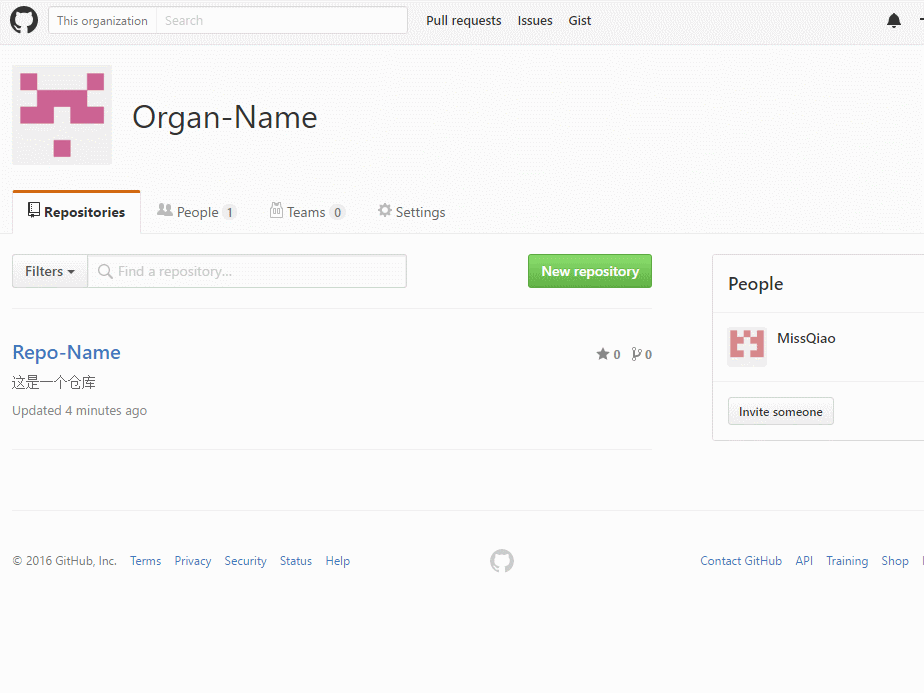 This organization Search Pull requests Issues Gist
Organ-Name
Repositories People 1 Teams 0 Settings
Filters Find a repository... New repository
People
Repo-Name 0 0
MissQiao
这是一个仓库
Updated 4 minutes ago
Invite someone
© 2016 GitHub, Inc. Terms Privacy Security Status Help Contact GitHub API Training Shop